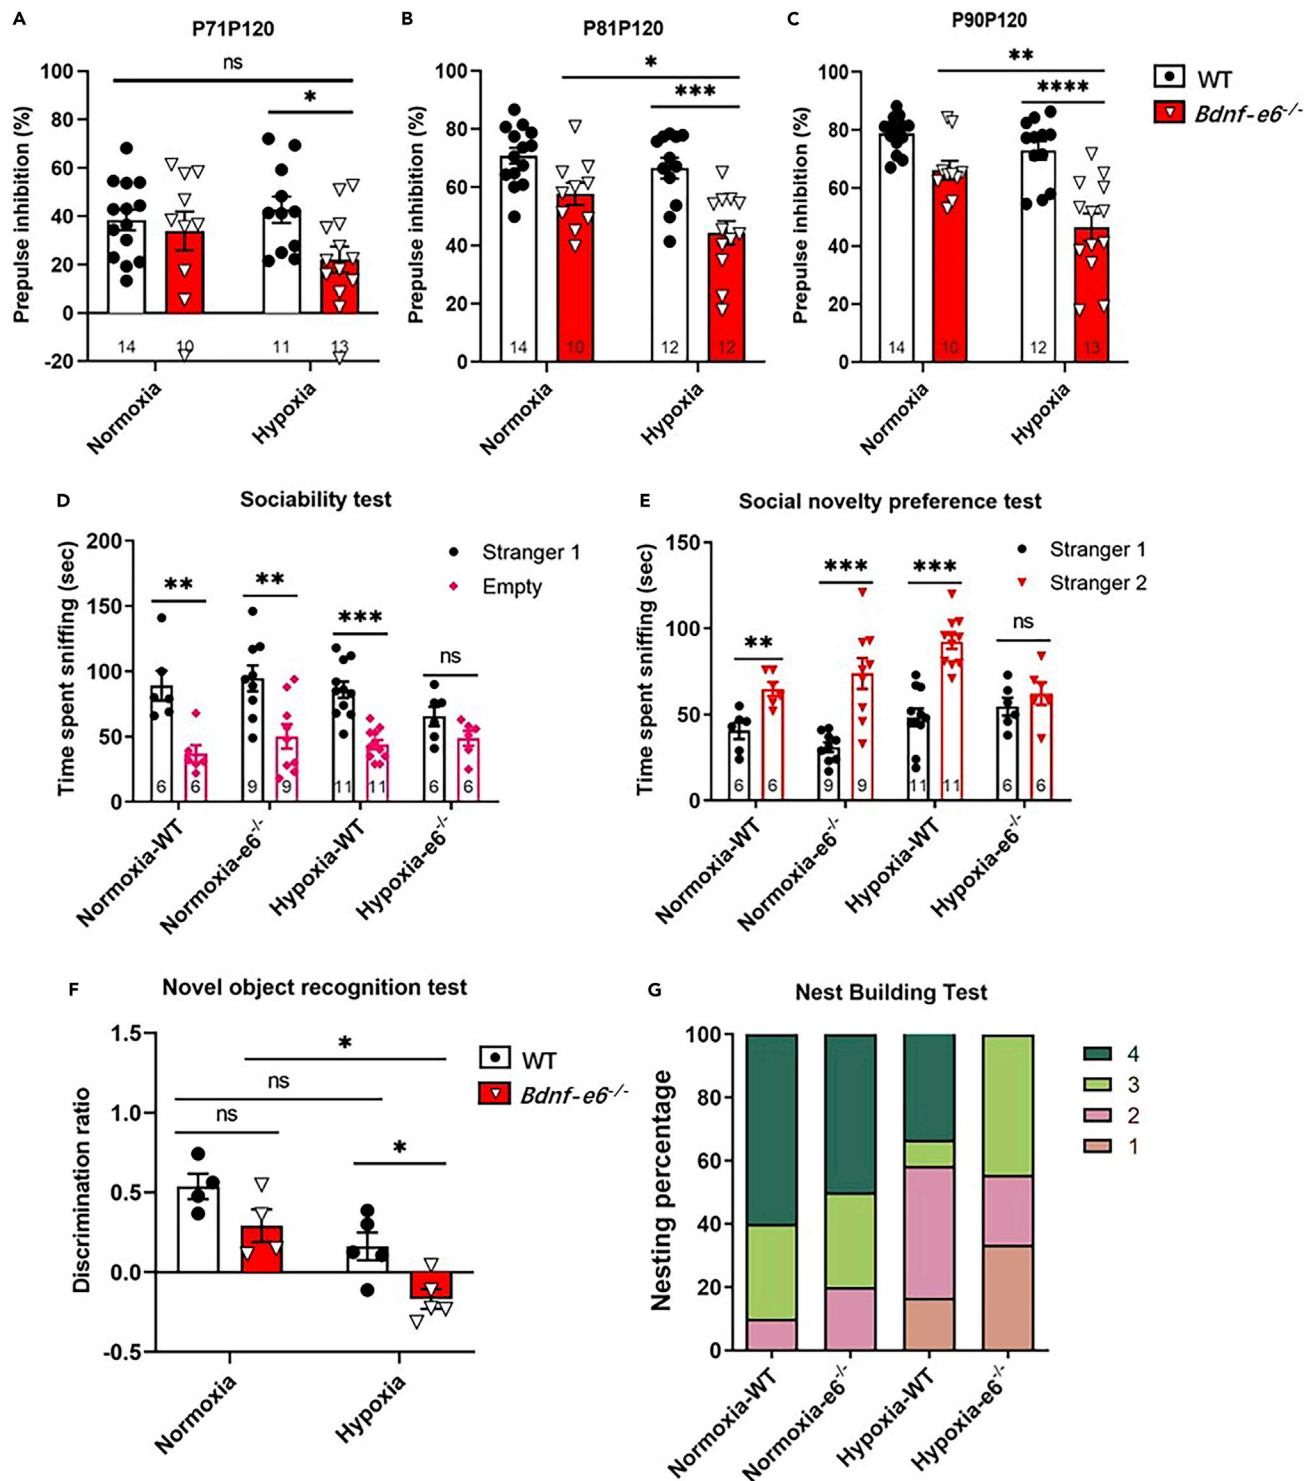 A
P71P120
ns
*
Prepulse inhibition (%)
100
80
60
40
20
0
-20
14
10
11
13
Normoxia
Hypoxia
B
P81P120
*
***
Prepulse inhibition (%)
100
80
60
40
20
0
14
10
12
12
Normoxia
Hypoxia
C
P90P120
**
****
Prepulse inhibition (%)
100
80
60
40
20
0
14
10
12
13
Normoxia
Hypoxia
WT
Bdnf-e6-/-
D
Sociability test
Time spent sniffing (sec)
200
150
100
50
0
**
**
***
ns
Stranger 1
Empty
6
6
9
9
11
11
6
6
Normoxia-WT
Normoxia-e6-/-
Hypoxia-WT
Hypoxia-e6-/-
E
Social novelty preference test
Time spent sniffing (sec)
150
100
50
0
**
***
***
ns
Stranger 1
Stranger 2
6
6
9
9
11
11
6
6
Normoxia-WT
Normoxia-e6-/-
Hypoxia-WT
Hypoxia-e6-/-
F
Novel object recognition test
Discrimination ratio
1.5
1.0
0.5
0.0
-0.5
*
ns
ns
*
WT
Bdnf-e6-/-
Normoxia
Hypoxia
G
Nest Building Test
Nesting percentage
100
80
60
40
20
0
4
3
2
1
Normoxia-WT
Normoxia-e6-/-
Hypoxia-WT
Hypoxia-e6-/-